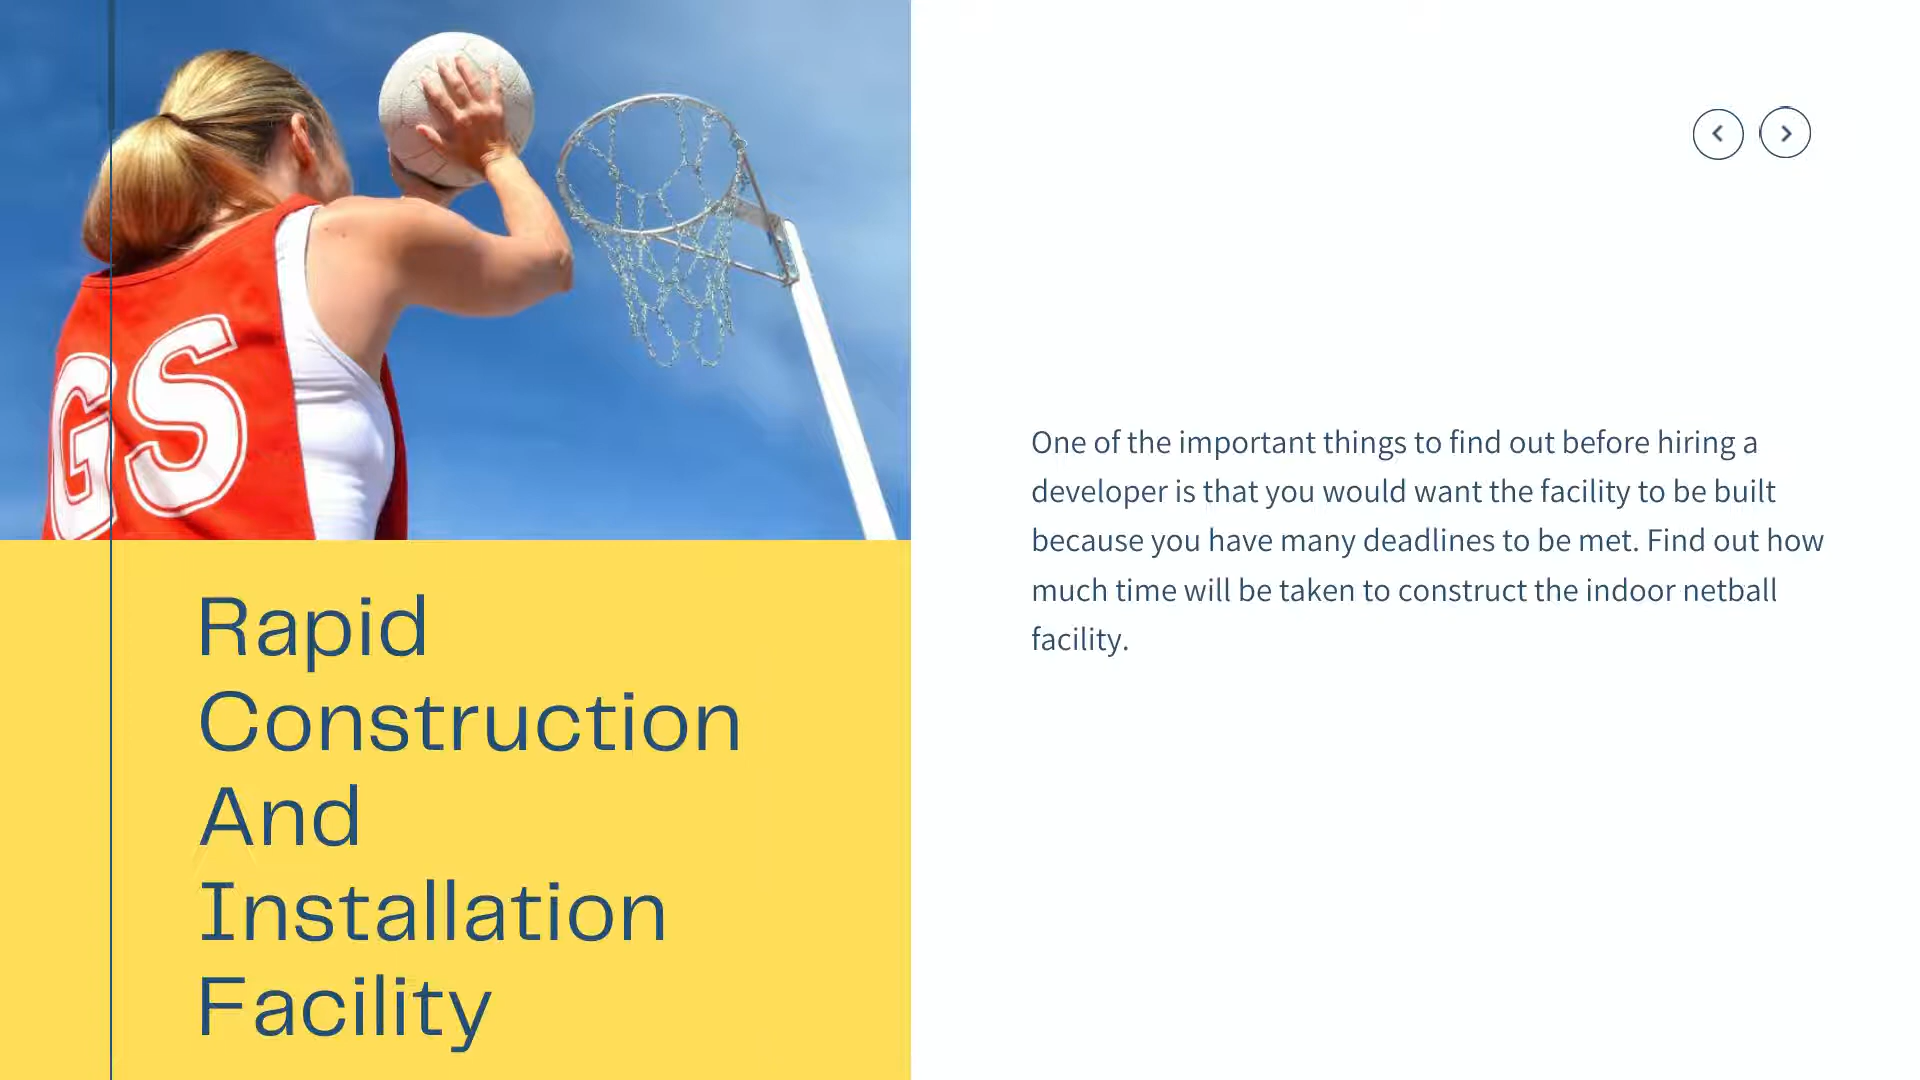 GS
Rapid
Construction
And
Installation
Facility
One of the important things to find out before hiring a
developer is that you would want the facility to be built
because you have many deadlines to be met. Find out how
much time will be taken to construct the indoor netball
facility.